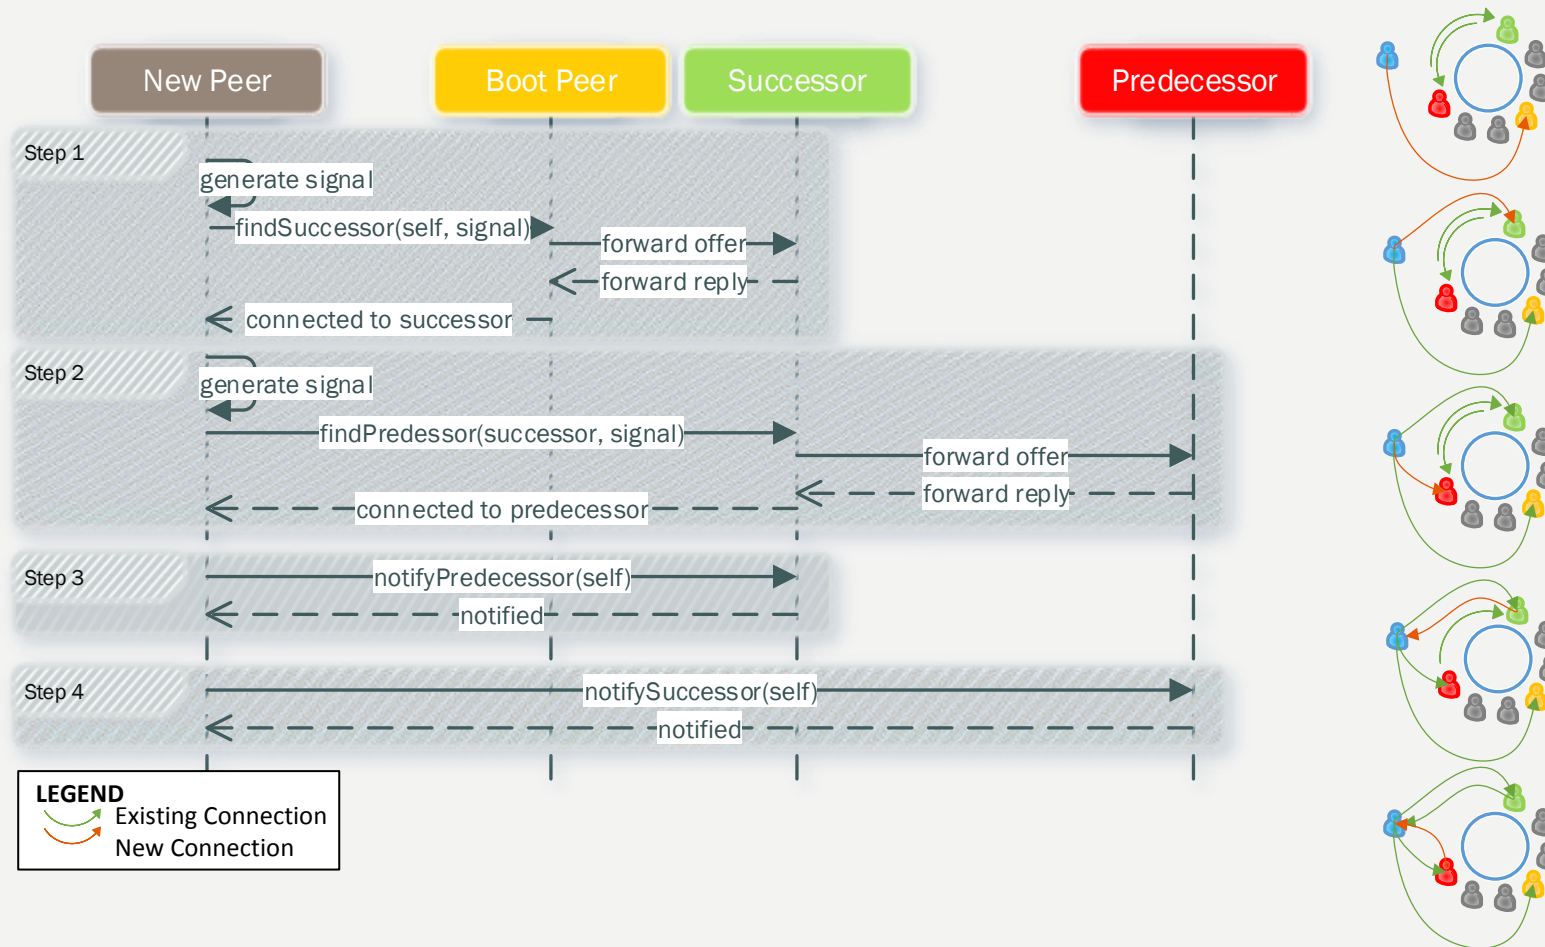 New Peer
Boot Peer
Successor
Predecessor
Step 1
generate signal
findSuccessor(self, signal)
forward offer
forward reply
connected to successor
Step 2
generate signal
findPredessor(successor, signal)
forward offer
forward reply
connected to predecessor
Step 3
notifyPredecessor(self)
notified
Step 4
notifySuccessor(self)
notified
LEGEND
Existing Connection
New Connection